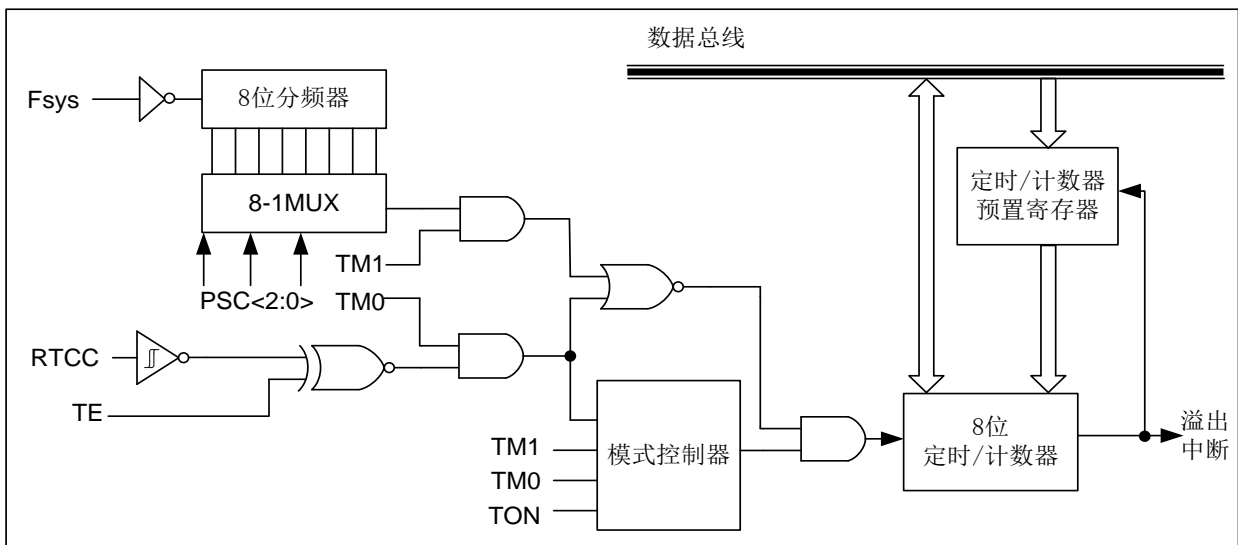 数据总线
Fsys
8位分频器
8-1MUX
定时/计数器
预置寄存器
TM1
PSC<2:0>
TM0
RTCC
TE
TM1
TM0
TON
模式控制器
8位
定时/计数器
溢出
中断